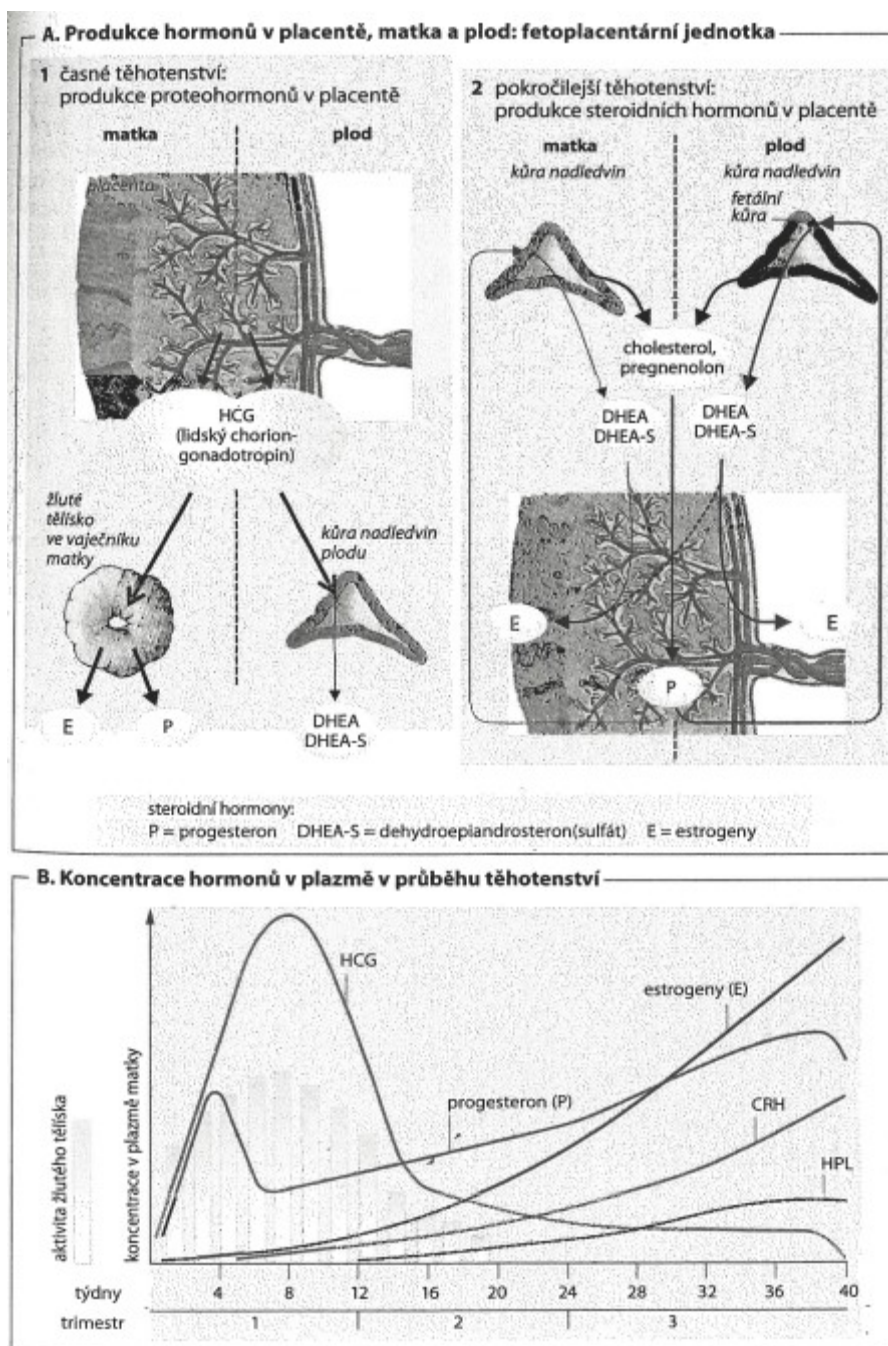 A. Produkce hormonů v placentě, matka a plod: fetoplacentární jednotka
1 časné těhotenství:
produkce proteohormonů v placentě
matka
plod
placenta
HCG
(lidský chorion-
gonadotropin)
žluté
tělísko
ve vaječníku
matky
kůra nadledvin
plodu
E
P
DHEA
DHEA-S
2 pokročilejší těhotenství:
produkce steroidních hormonů v placentě
matka
plod
kůra nadledvin
kůra nadledvin
fetální
kůra
cholesterol,
pregnenolon
DHEA
DHEA-S
DHEA
DHEA-S
E
E
P
steroidní hormony:
P = progesteron DHEA-S = dehydroepiandrosteron(sulfát) E = estrogeny
B. Koncentrace hormonů v plazmě v průběhu těhotenství
aktivita žlutého tělíska
koncentrace v plazmě matky
HCG
estrogeny (E)
progesteron (P)
CRH
HPL
týdny 4 8 12 16 20 24 28 32 36 40
trimestr 1 2 3